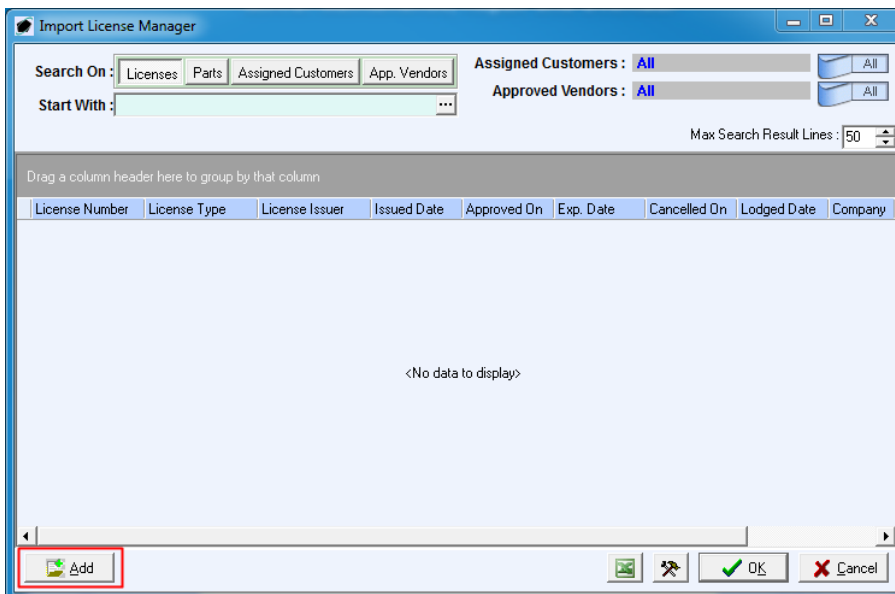 Import License Manager
Search On : Licenses Parts Assigned Customers App. Vendors
Assigned Customers : All All
Start With : ...
Approved Vendors : All All
Max Search Result Lines : 50
Drag a column header here to group by that column
License Number License Type License Issuer Issued Date Approved On Exp. Date Cancelled On Lodged Date Company
<No data to display>
Add OK Cancel